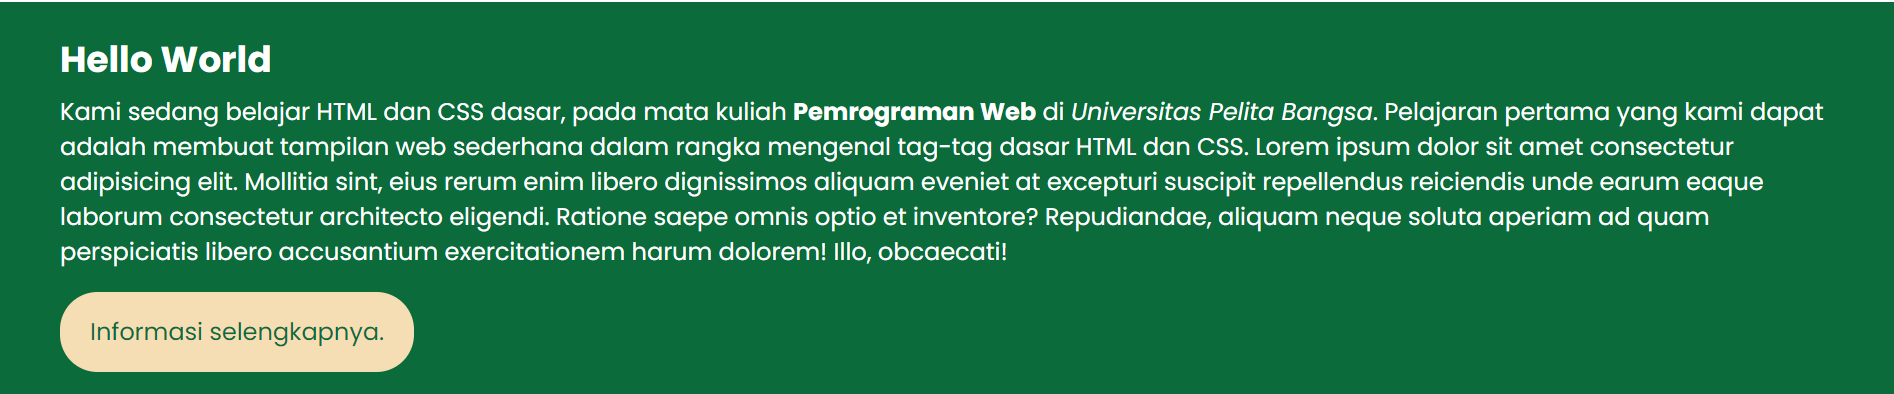 Hello World
Kami sedang belajar HTML dan CSS dasar, pada mata kuliah Pemrograman Web di Universitas Pelita Bangsa. Pelajaran pertama yang kami dapat
adalah membuat tampilan web sederhana dalam rangka mengenal tag-tag dasar HTML dan CSS. Lorem ipsum dolor sit amet consectetur
adipisicing elit. Mollitia sint, eius rerum enim libero dignissimos aliquam eveniet at excepturi suscipit repellendus reiciendis unde earum eaque
laborum consectetur architecto eligendi. Ratione saepe omnis optio et inventore? Repudiandae, aliquam neque soluta aperiam ad quam
perspiciatis libero accusantium exercitationem harum dolorem! Illo, obcaecati!
Informasi selengkapnya.